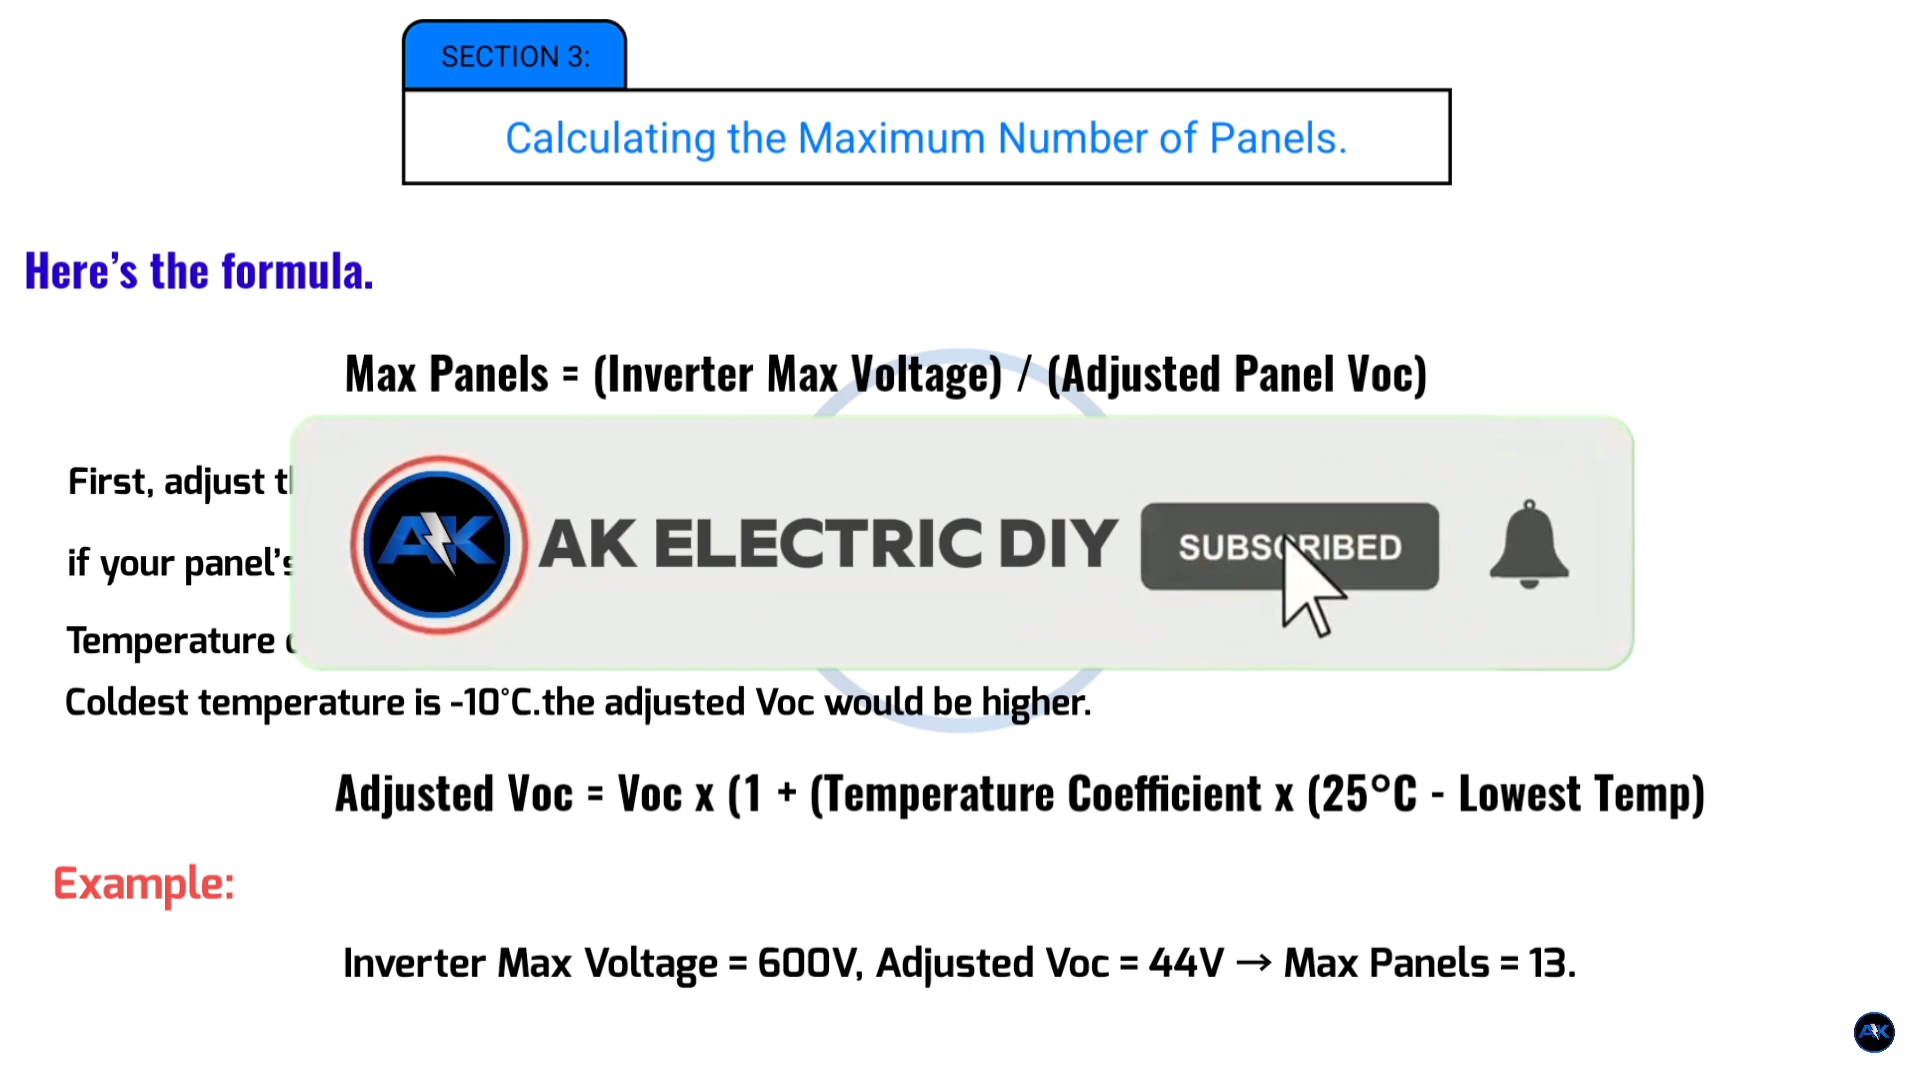 SECTION 3:
Calculating the Maximum Number of Panels.
Here’s the formula.
Max Panels = (Inverter Max Voltage) / (Adjusted Panel Voc)
First, adjust
if your panel’s
Temperature
AK
AK ELECTRIC DIY
SUBSCRIBED
Coldest temperature is -10°C.the adjusted Voc would be higher.
Adjusted Voc = Voc x (1 + (Temperature Coefficient x (25°C - Lowest Temp)
Example:
Inverter Max Voltage = 600V, Adjusted Voc = 44V → Max Panels = 13.
AK